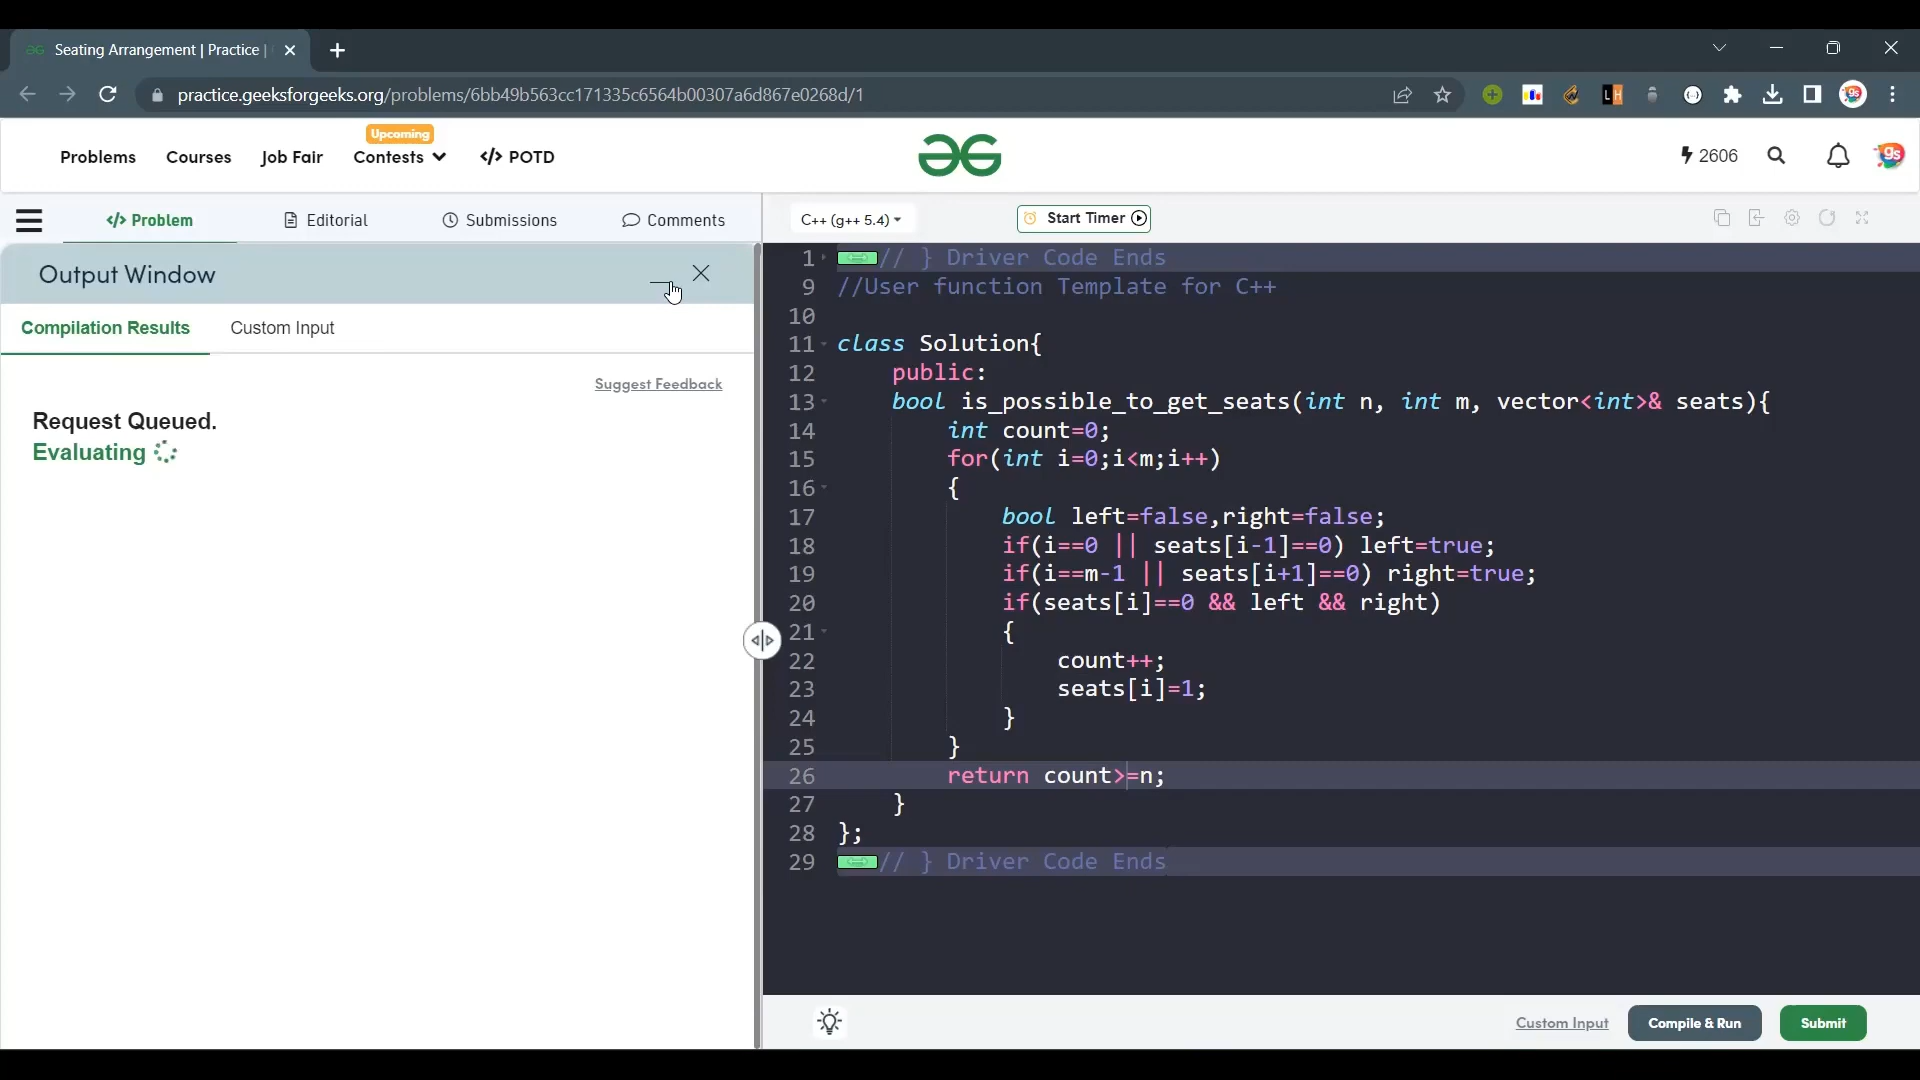 Seating Arrangement | Practice |
practice.geeksforgeeks.org/problems/6bb49b563cc171335c6564b00307a6d867e0268d/1
Problems
Courses
Job Fair
Upcoming
Contests
</> POTD
2606
</> Problem
Editorial
Submissions
Comments
C++ (g++ 5.4)
Start Timer
Output Window
Compilation Results
Custom Input
Suggest Feedback
Request Queued.
Evaluating
1 // } Driver Code Ends
9 //User function Template for C++
10
11 class Solution{
12 public:
13 bool is_possible_to_get_seats(int n, int m, vector<int>& seats){
14 int count=0;
15 for(int i=0;i<m;i++)
16 {
17 bool left=false,right=false;
18 if(i==0 || seats[i-1]==0) left=true;
19 if(i==m-1 || seats[i+1]==0) right=true;
20 if(seats[i]==0 && left && right)
21 {
22 count++;
23 seats[i]=1;
24 }
25 }
26 return count>=n;
27 }
28 };
29 // } Driver Code Ends
Custom Input
Compile & Run
Submit